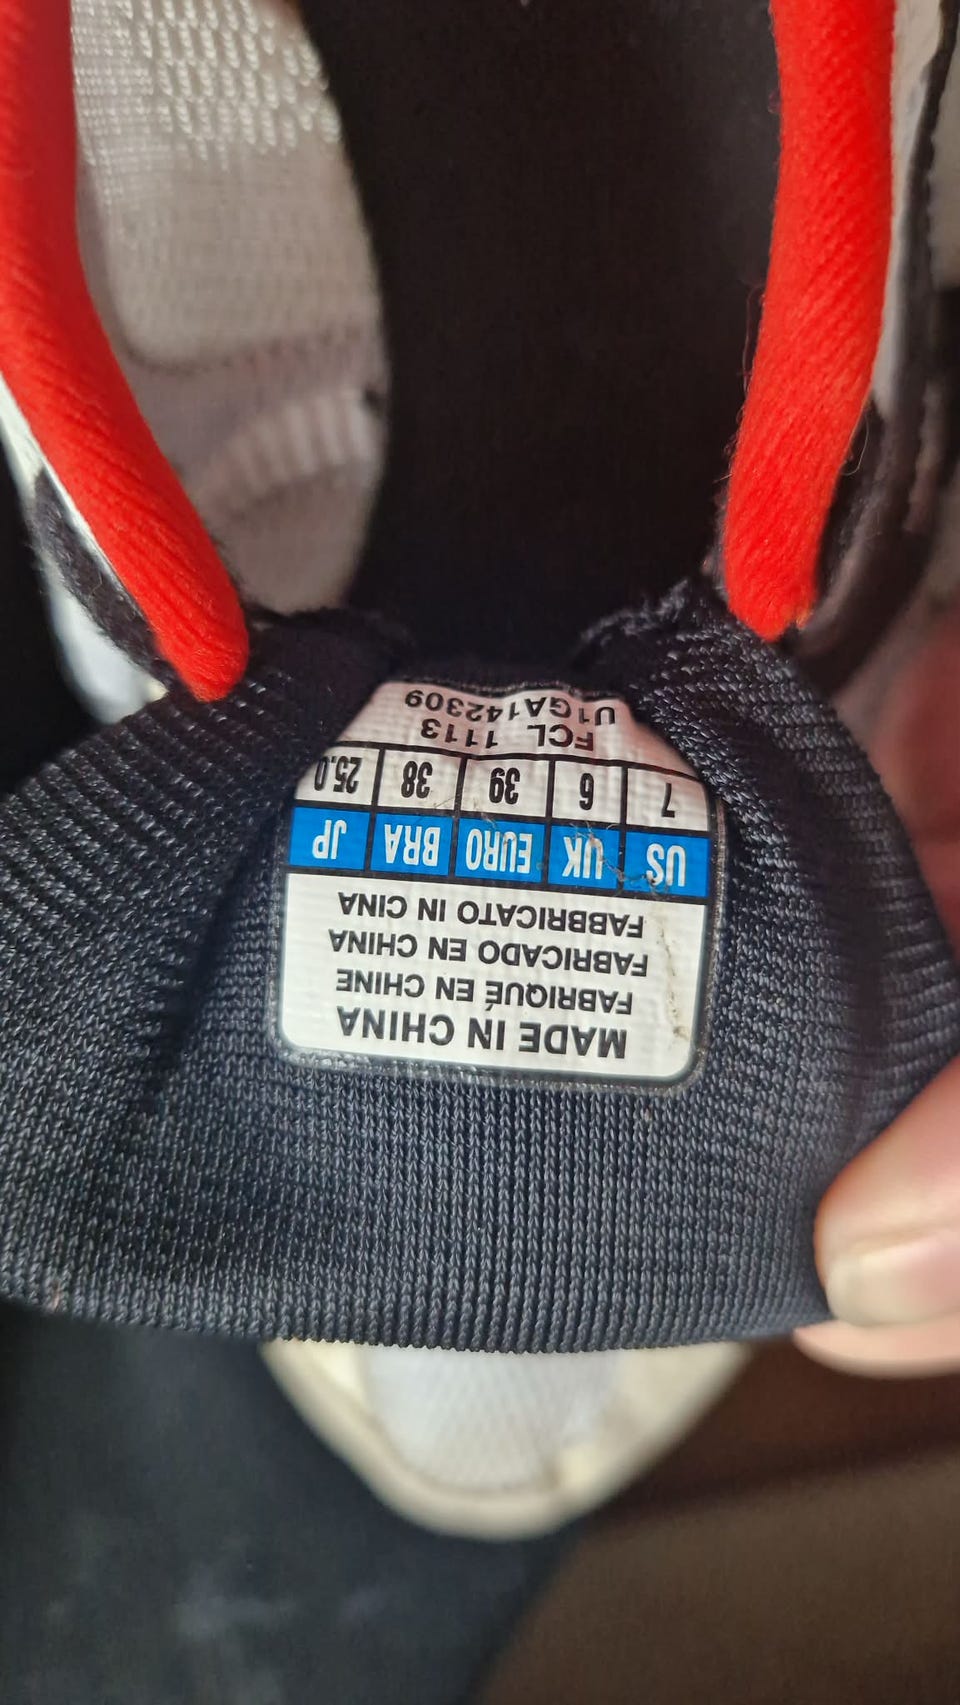 MADE IN CHINA
FABRIQUÉ EN CHINE
FABRICADO EN CHINA
FABBRICATO IN CINA
US UK EURO BRA JP
7 6 39 38 25.0
FCL 1113
U1GA142309